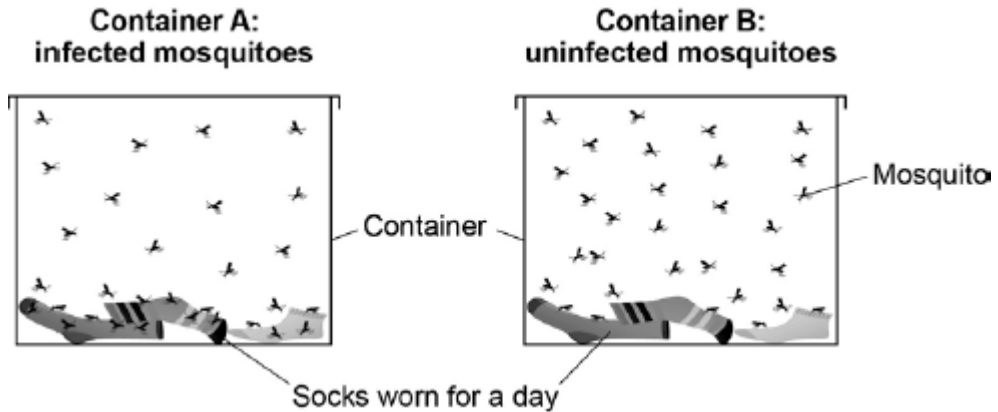 Container A:
infected mosquitoes
Container B:
uninfected mosquitoes
Mosquito
Container
Socks worn for a day